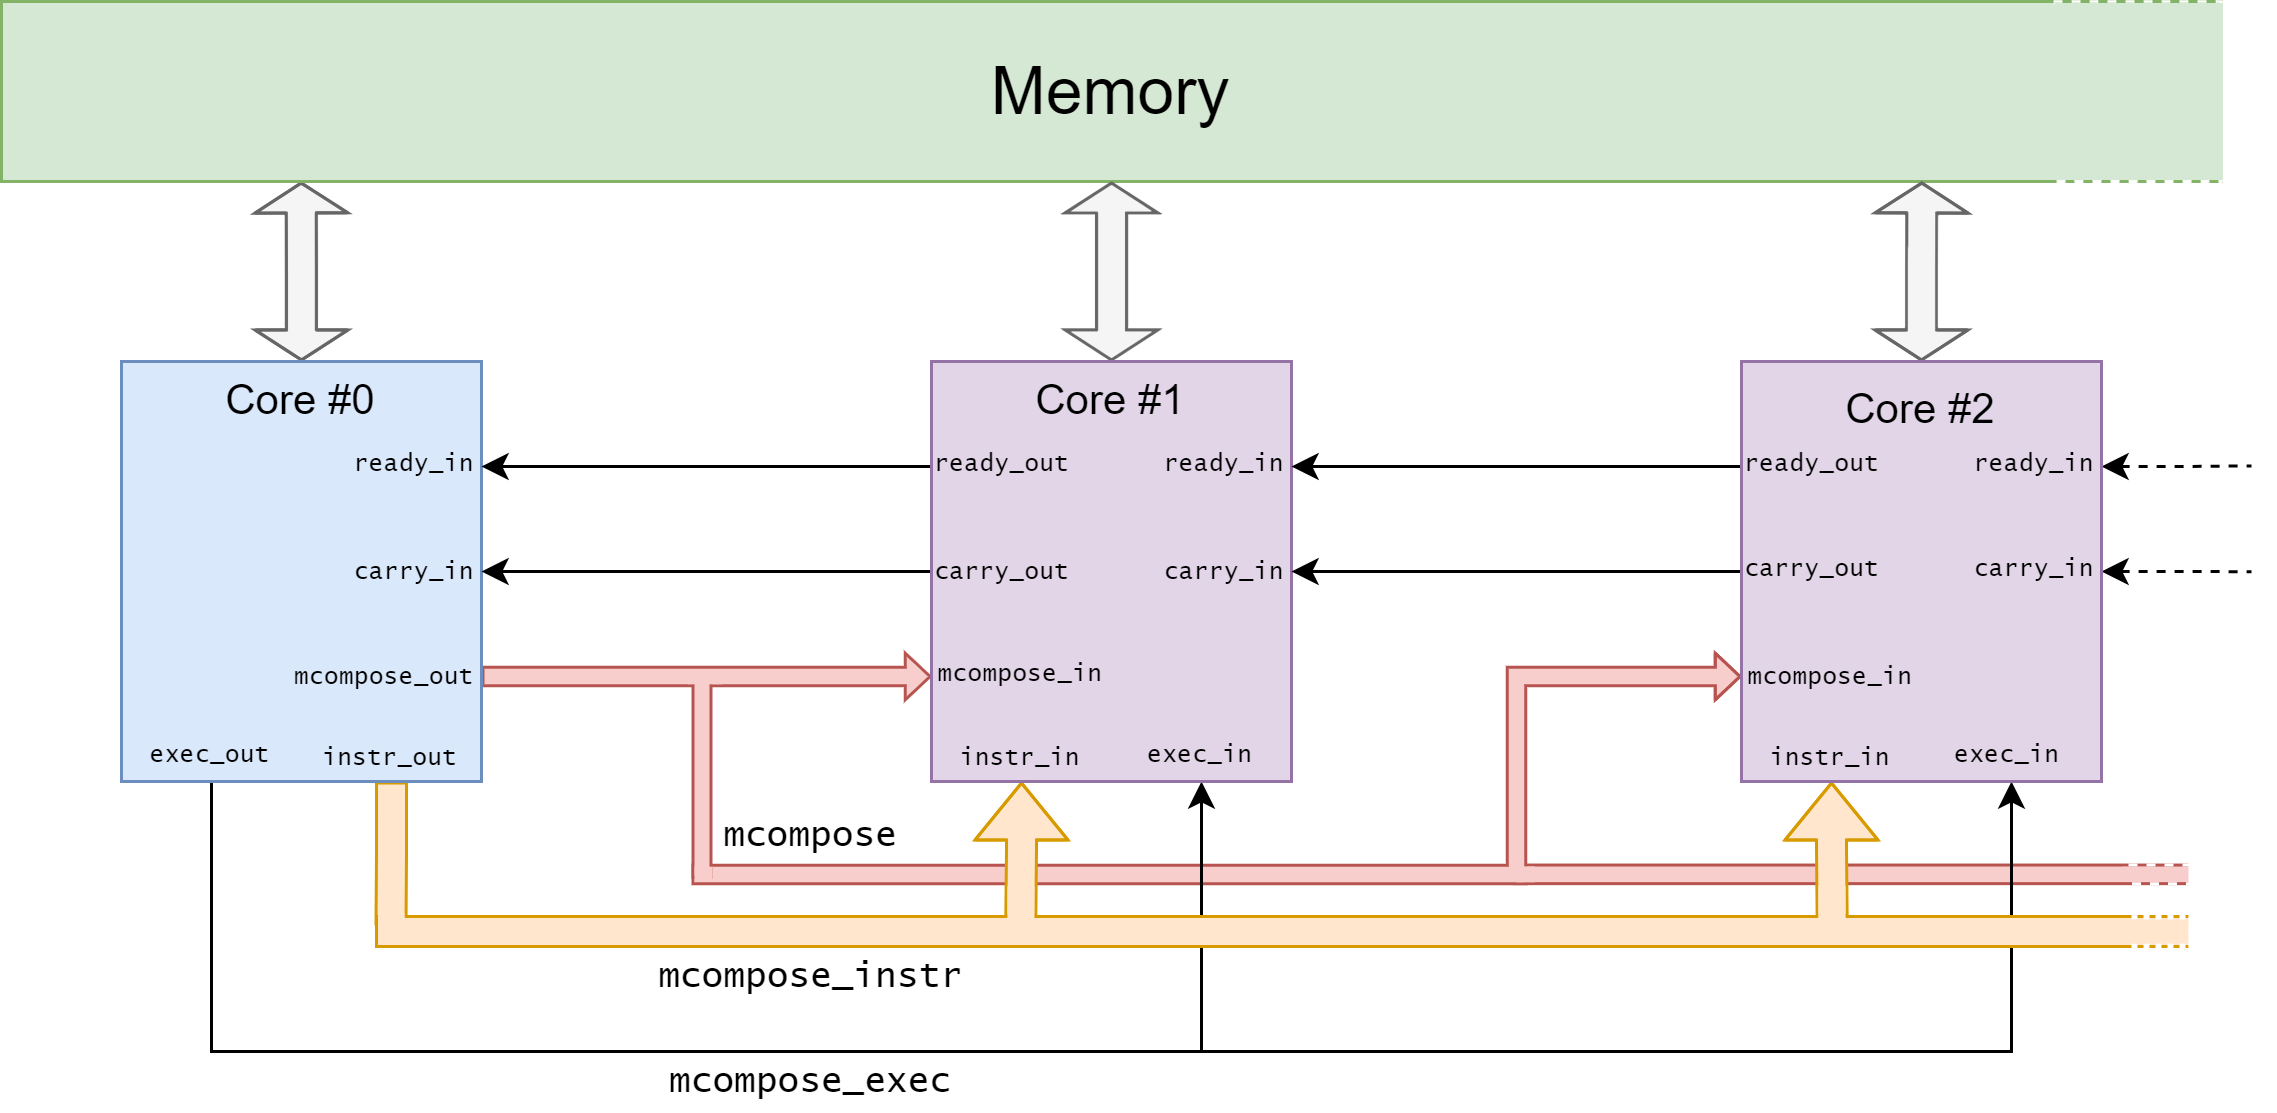 Memory
Core #0
ready_in
carry_in
mcompose_out
exec_out
instr_out
Core #1
ready_out
ready_in
carry_out
carry_in
mcompose_in
instr_in
exec_in
Core #2
ready_out
ready_in
carry_out
carry_in
mcompose_in
instr_in
exec_in
mcompose
mcompose_instr
mcompose_exec